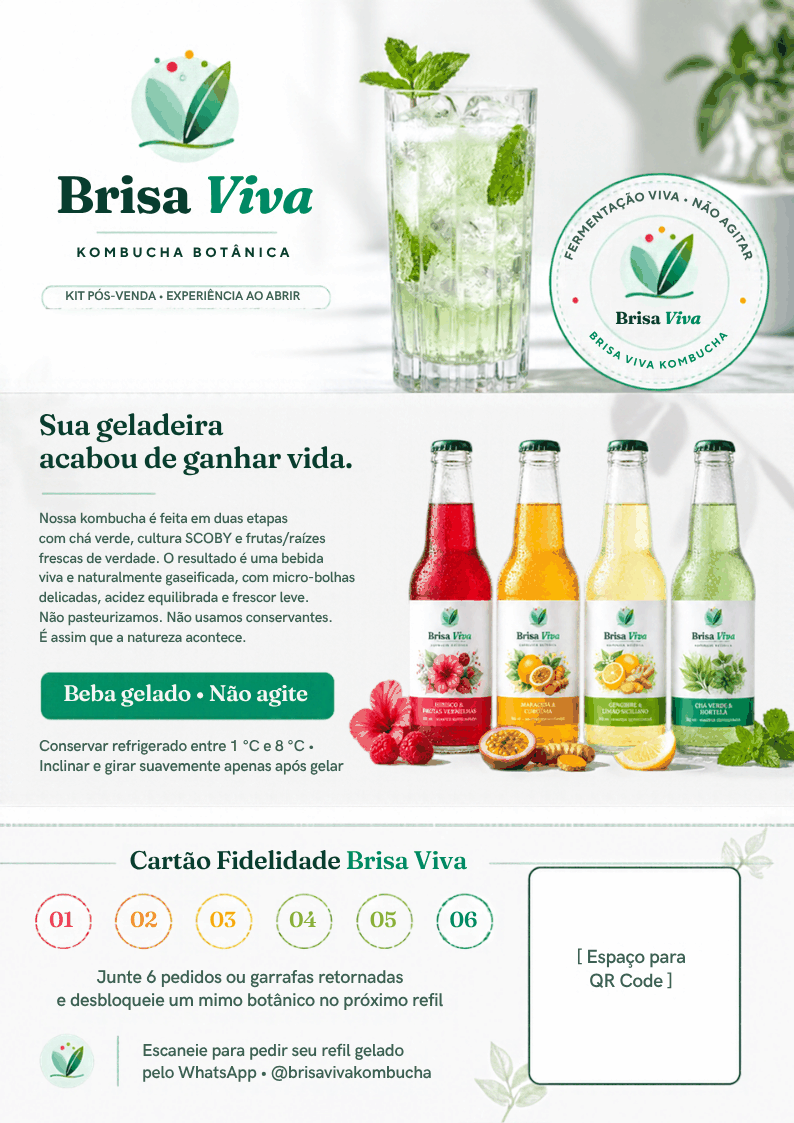 Brisa Viva
KOMBUCHA BOTÂNICA
KIT PÓS-VENDA • EXPERIÊNCIA AO ABRIR
FERMENTAÇÃO VIVA • NÃO AGITAR
Brisa Viva
BRISA VIVA KOMBUCHA
Sua geladeira
acabou de ganhar vida.
Nossa kombucha é feita em duas etapas
com chá verde, cultura SCOBY e frutas/raízes
frescas de verdade. O resultado é uma bebida
viva e naturalmente gaseificada, com micro-bolhas
delicadas, acidez equilibrada e frescor leve.
Não pasteurizamos. Não usamos conservantes.
É assim que a natureza acontece.
Beba gelado • Não agite
Conservar refrigerado entre 1 °C e 8 °C •
Inclinar e girar suavemente apenas após gelar
Brisa Viva
HIBISCO &
FRUTAS VERMELHAS
Brisa Viva
MARACUJÁ &
CÚRCUMA
Brisa Viva
GENGIBRE &
LIMÃO-SICILIANO
Brisa Viva
CHÁ VERDE &
HORTELÃ
Cartão Fidelidade Brisa Viva
01 02 03 04 05 06
Junte 6 pedidos ou garrafas retornadas
e desbloqueie um mimo botânico no próximo refil
Escaneie para pedir seu refil gelado
pelo WhatsApp • @brisavivakombucha
[ Espaço para
QR Code ]